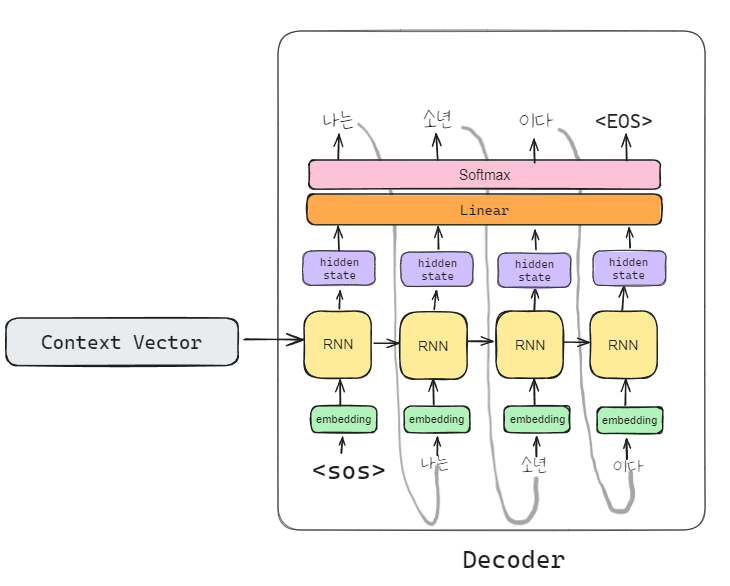 나는 소년 이다 <EOS>
Softmax
Linear
hidden state
hidden state
hidden state
hidden state
Context Vector
RNN RNN RNN RNN
embedding embedding embedding embedding
<sos> 나는 소년 이다
Decoder